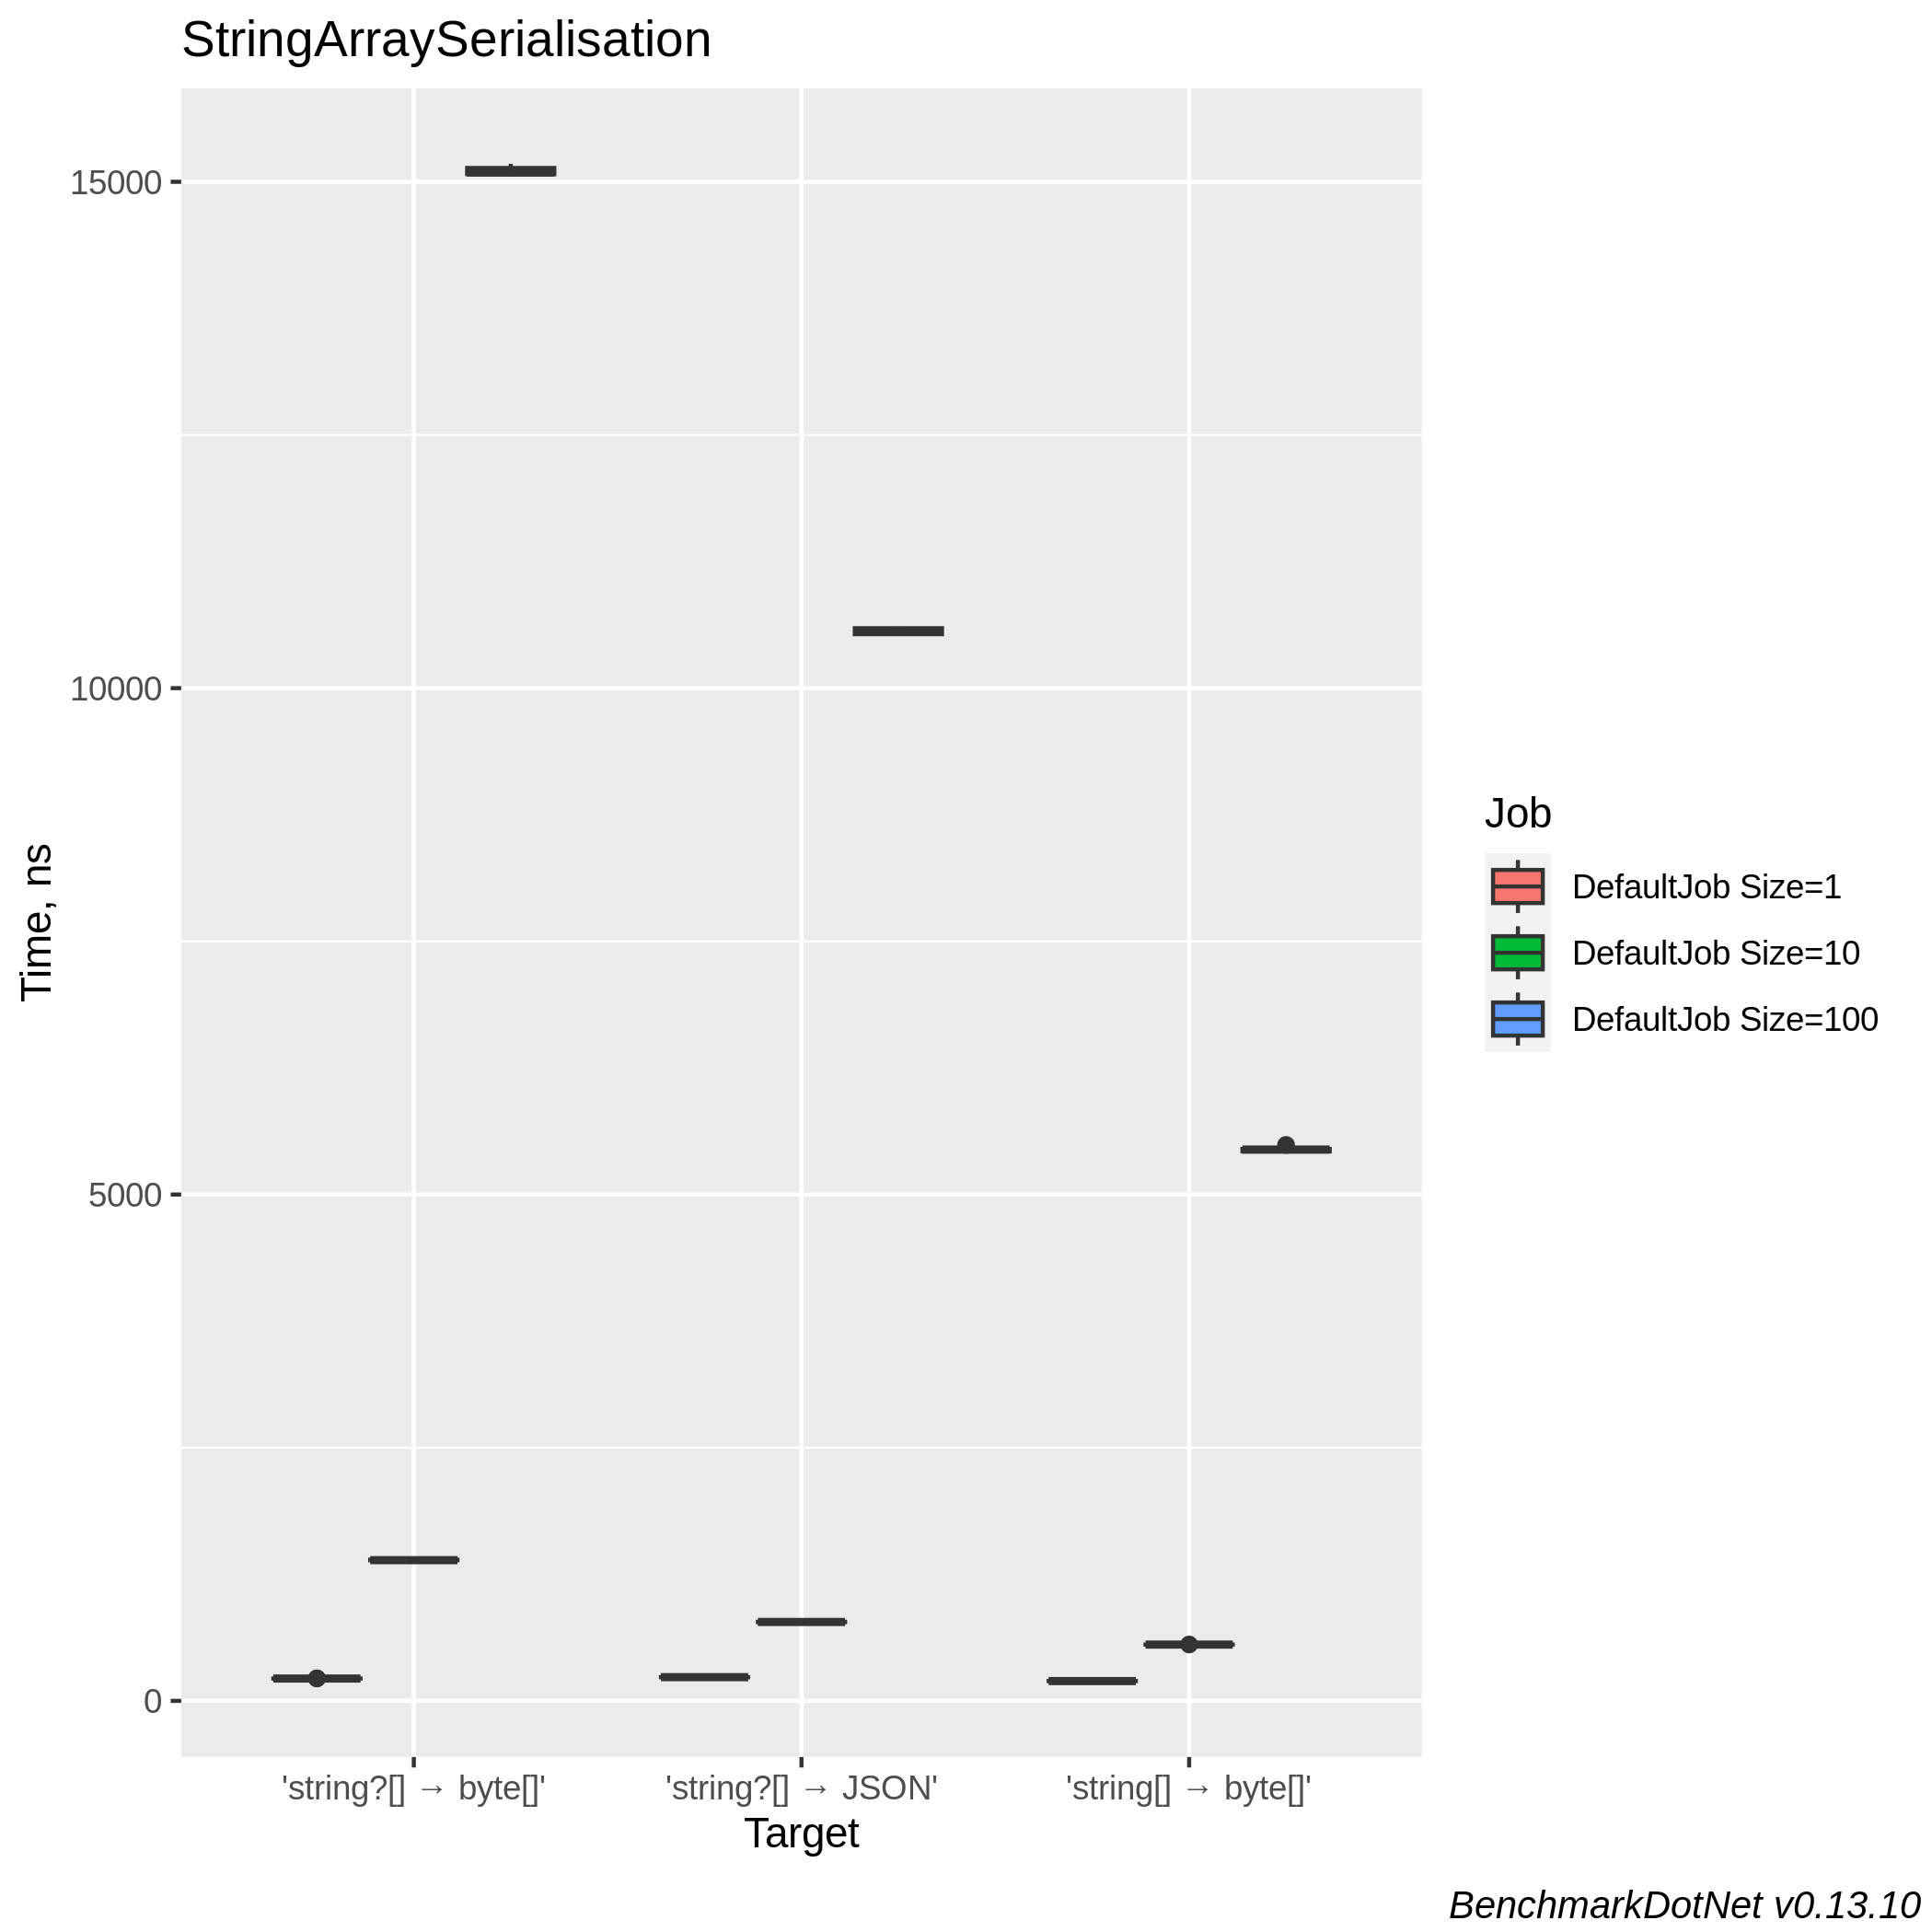 StringArraySerialisation
15000
10000
5000
0
Time, ns
'string?[] → byte[]'
'string?[] → JSON'
'string[] → byte[]'
Target
Job
DefaultJob Size=1
DefaultJob Size=10
DefaultJob Size=100
BenchmarkDotNet v0.13.10